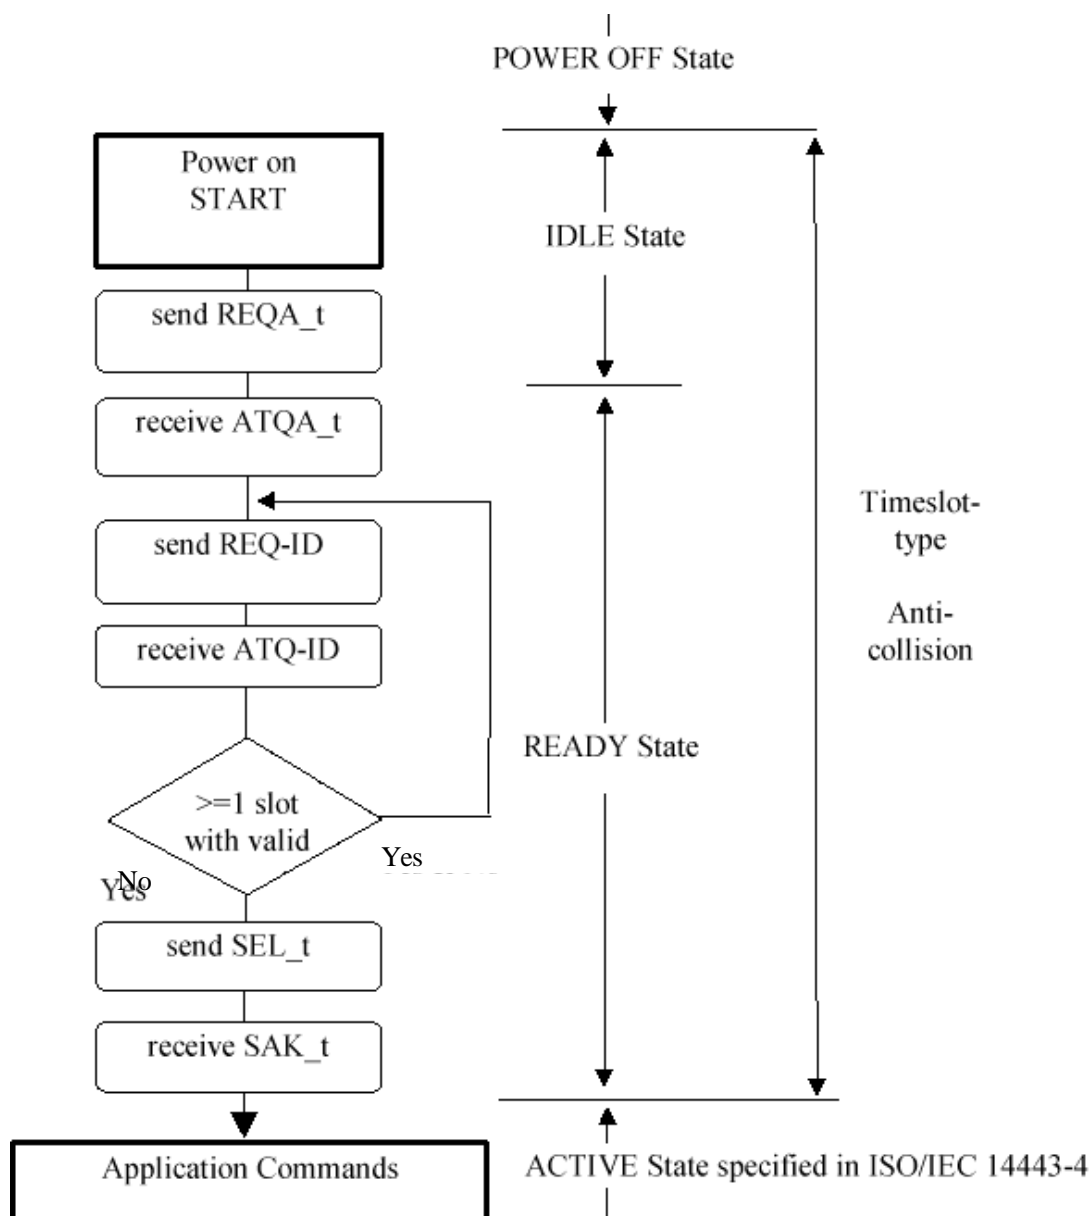 POWER OFF State
Power on
START
IDLE State
send REQA_t
receive ATQA_t
send REQ-ID
receive ATQ-ID
Timeslot-
type
Anti-
collision
READY State
>=1 slot
with valid
Yes
Yes
No
send SEL_t
receive SAK_t
Application Commands
ACTIVE State specified in ISO/IEC 14443-4